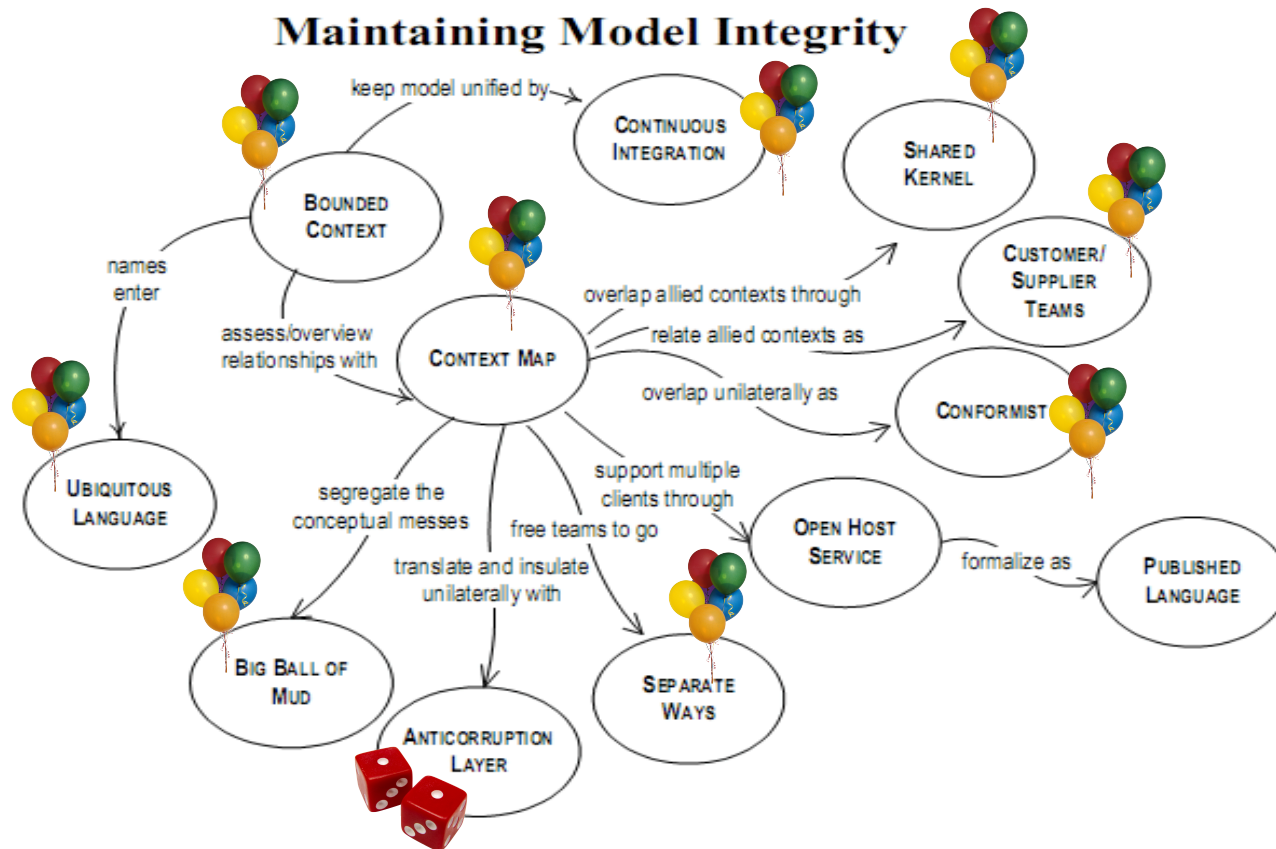 Maintaining Model Integrity
keep model unified by
CONTINUOUS
INTEGRATION
SHARED
KERNEL
BOUNDED
CONTEXT
CUSTOMER/
SUPPLIER
TEAMS
names
enter
overlap allied contexts through
assess/overview
relationships with
relate allied contexts as
CONTEXT MAP
overlap unilaterally as
CONFORMIST
UBIQUITOUS
LANGUAGE
segregate the
conceptual messes
support multiple
clients through
free teams to go
OPEN HOST
SERVICE
formalize as
PUBLISHED
LANGUAGE
translate and insulate
unilaterally with
BIG BALL OF
MUD
SEPARATE
WAYS
ANTICORRUPTION
LAYER